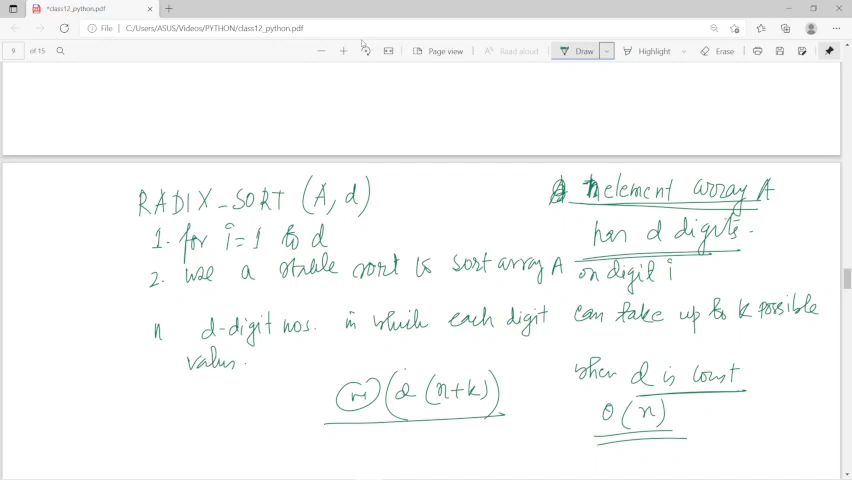 *class12_python.pdf
File C:/Users/ASUS/Videos/PYTHON/class12_python.pdf
9 of 15 Page view Read aloud Draw Highlight Erase
RADIX-SORT (A, d)
n element array A
has d digits.
1. for i = 1 to d
2. use a stable sort to sort array A on digit i
n d-digit nos. in which each digit can take up to k possible
values.
when d is const
Θ(d (n+k))
θ(n)